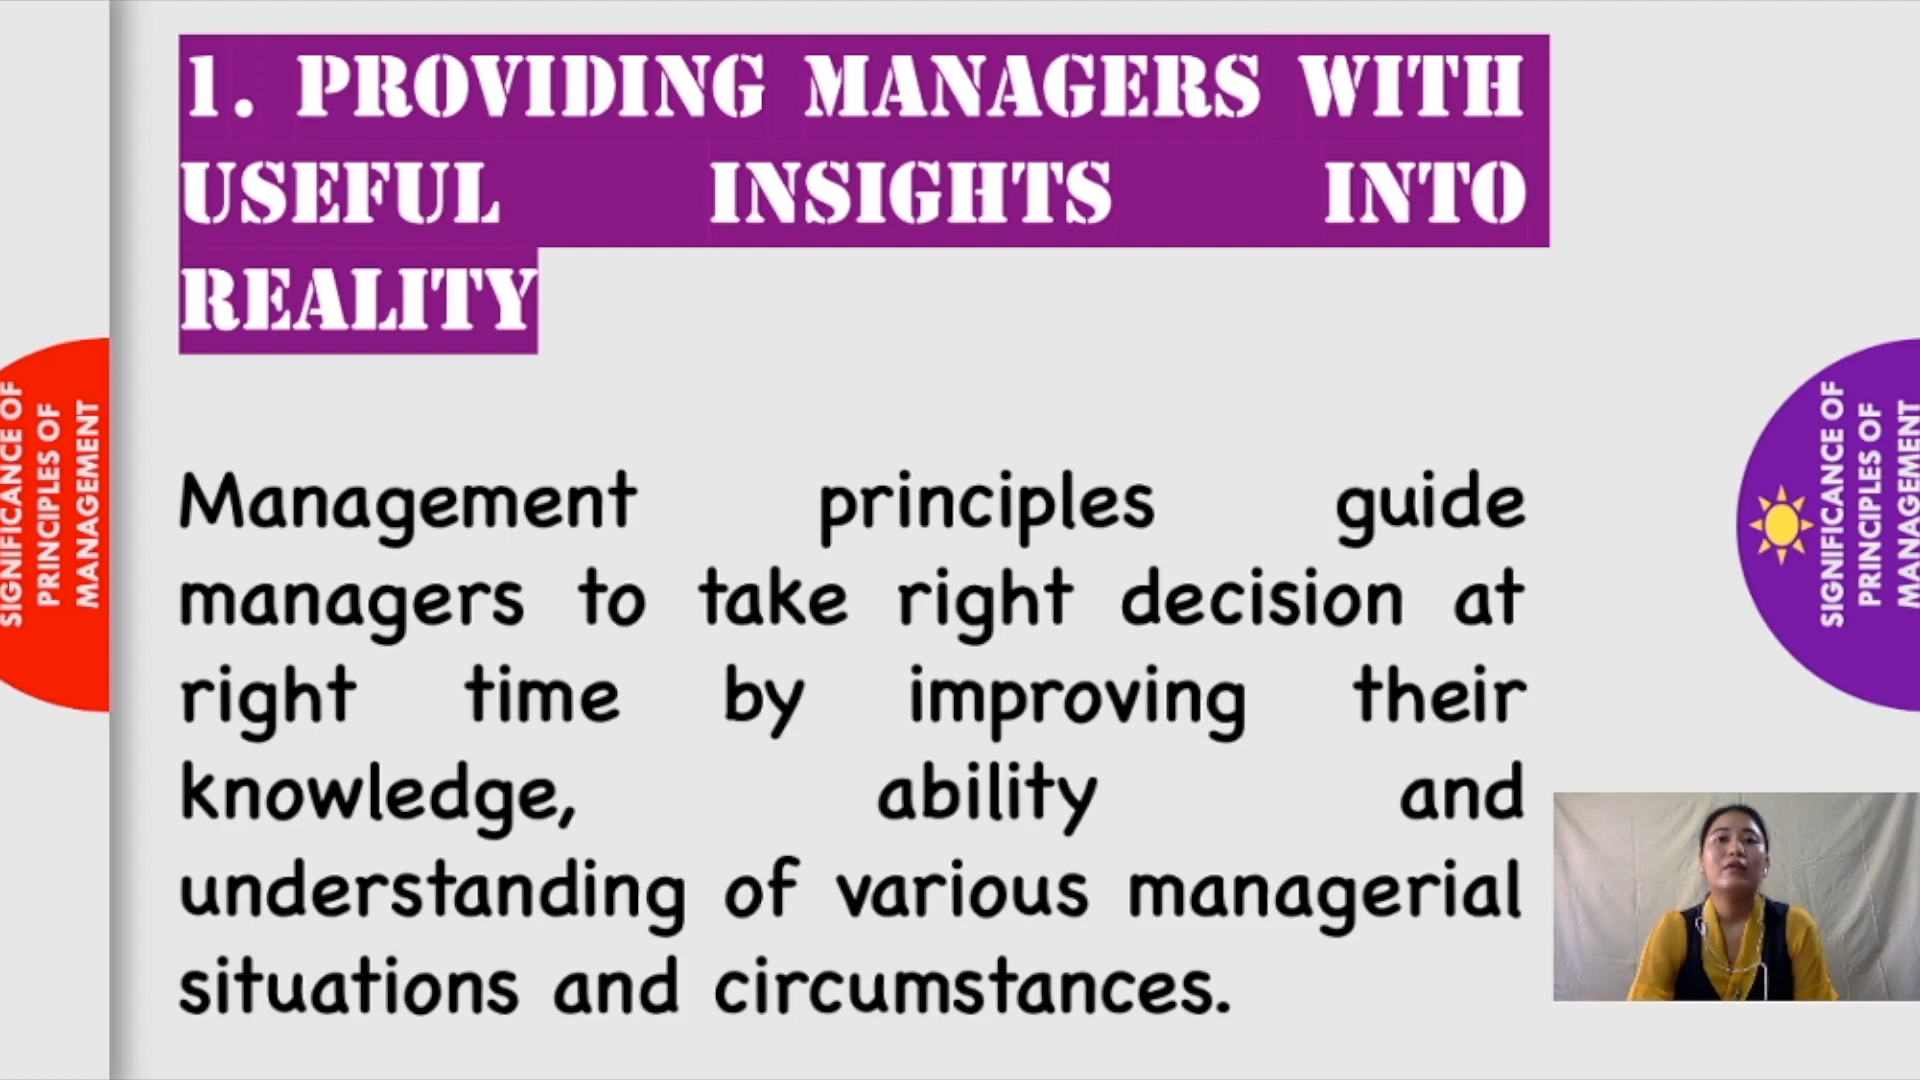 1. PROVIDING MANAGERS WITH
USEFUL INSIGHTS INTO
REALITY
Management principles guide
managers to take right decision at
right time by improving their
knowledge, ability and
understanding of various managerial
situations and circumstances.
SIGNIFICANCE OF
PRINCIPLES OF
MANAGEMENT
SIGNIFICANCE OF
PRINCIPLES OF
MANAGEMENT